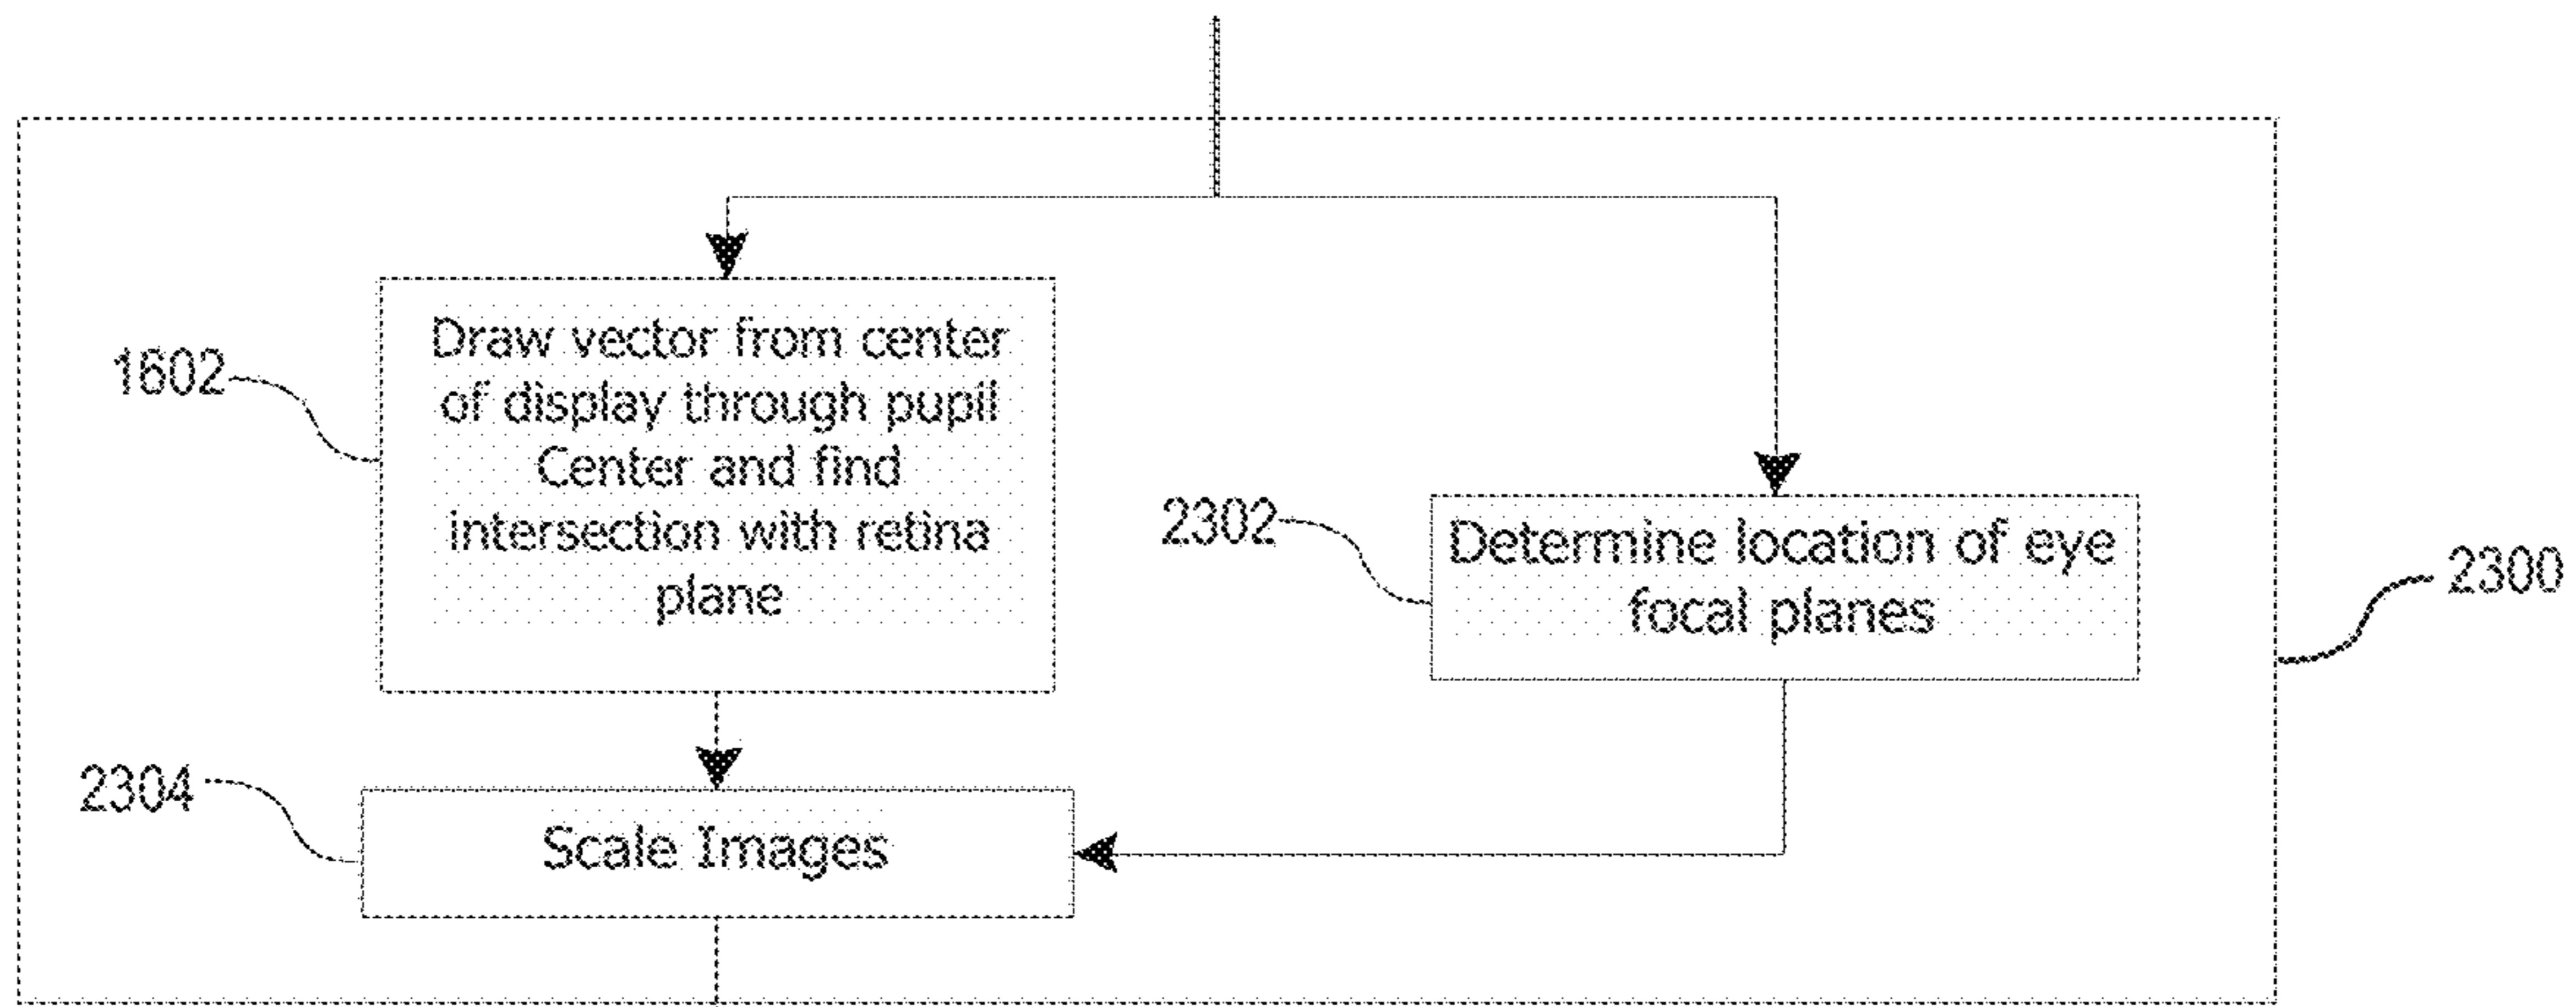 1602
Draw vector from center
of display through pupil
Center and find
intersection with retina
plane
2302
Determine location of eye
focal planes
2300
2304
Scale Images